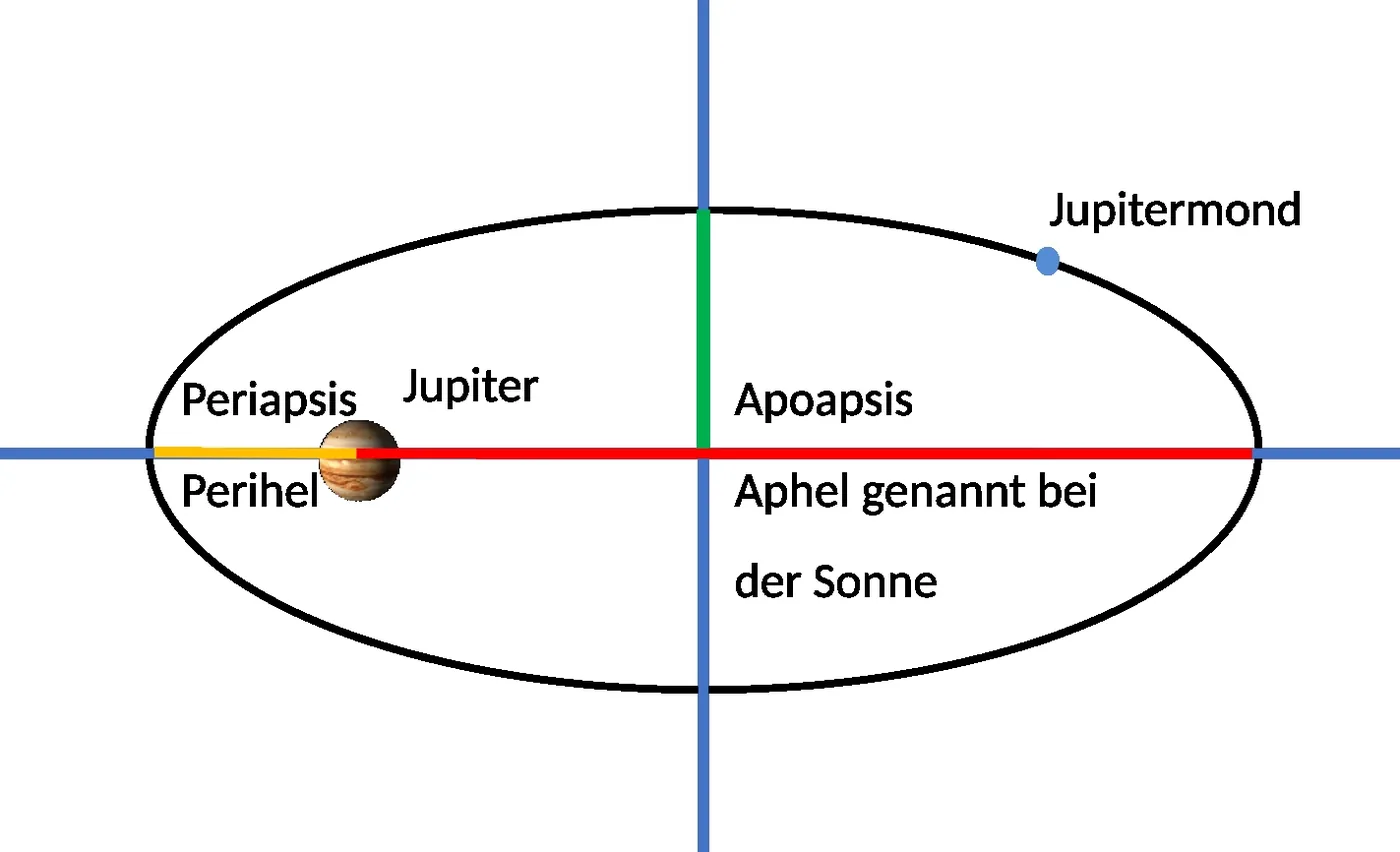 Jupitermond
Jupiter
Periapsis
Apoapsis
Perihel
Aphel genannt bei
der Sonne